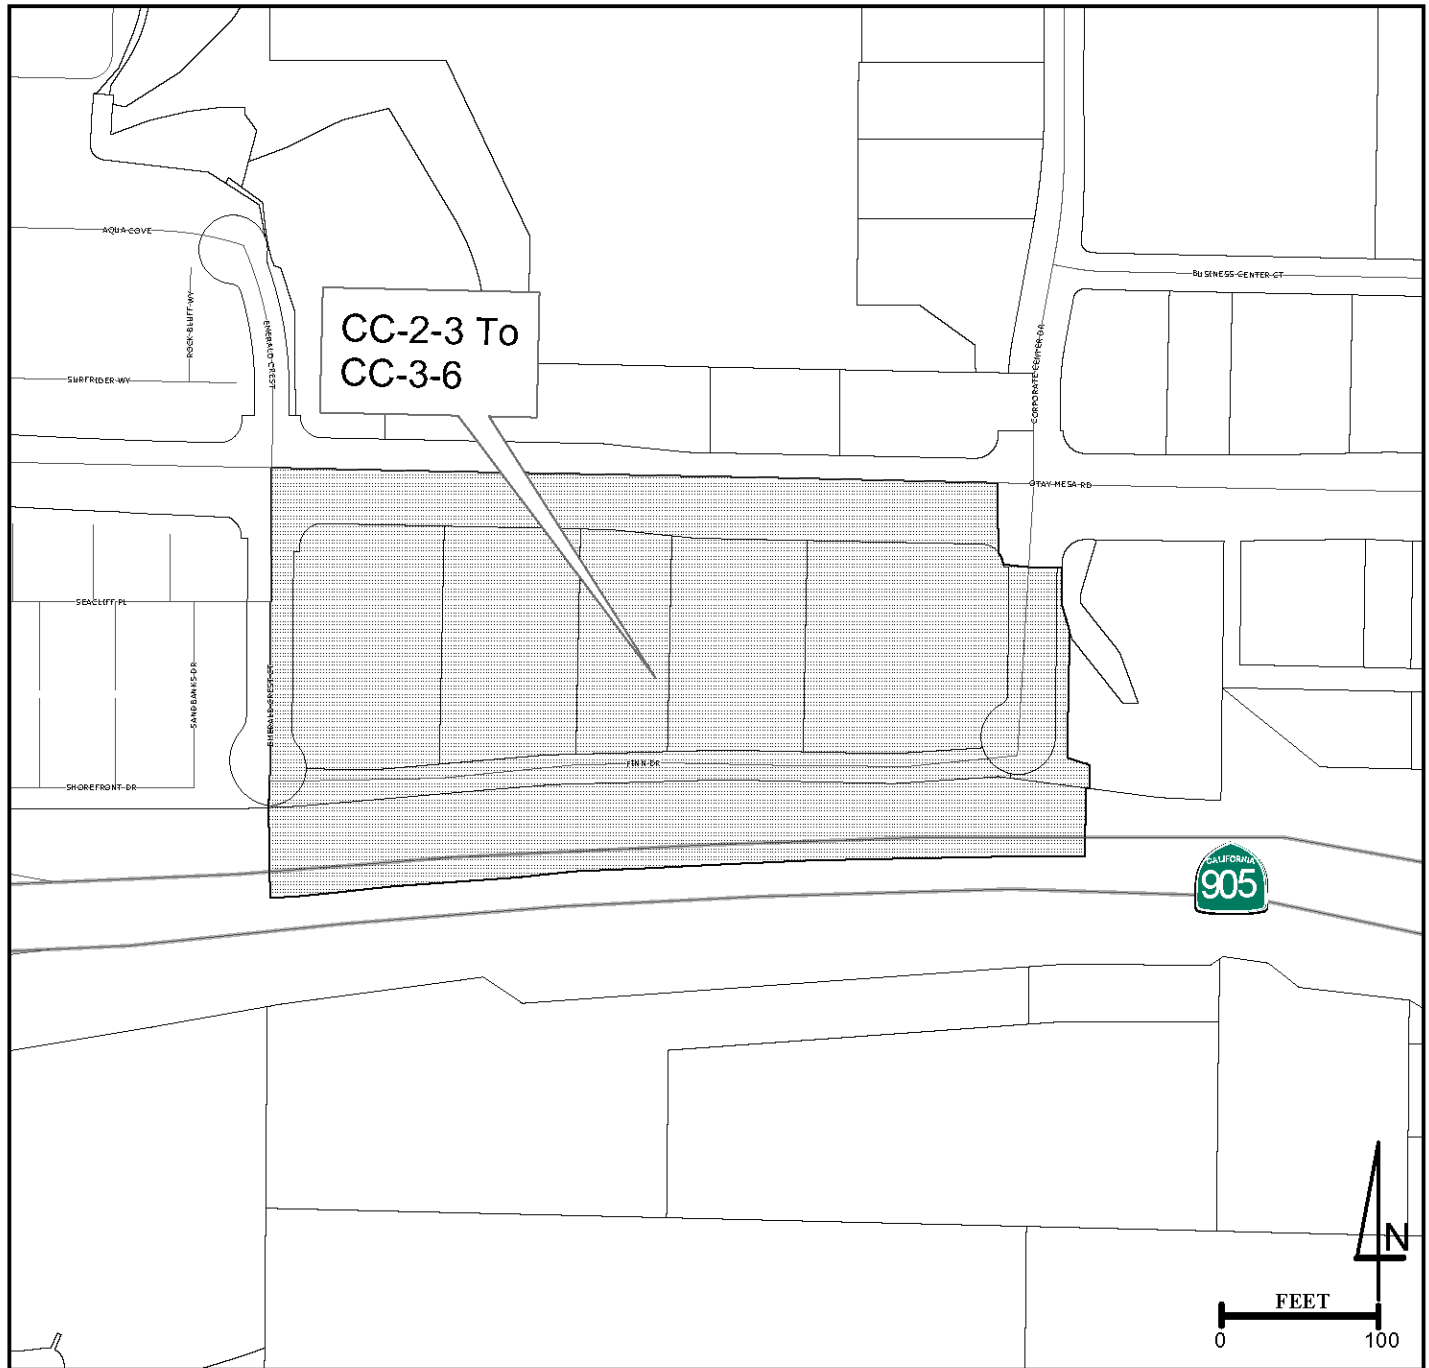 AQUA COVE
BUSINESS CENTER CT
ROCK BLUFF WY
EMERALD CREST
CORPORATE CENTER DR
CC-2-3 To
CC-3-6
SURFRIDER WY
OTAY MESA RD
SEACLIFF PL
SANDBANKS DR
EMERALD CREST CT
FINN DR
SHOREFRONT DR
CALIFORNIA
905
N
FEET
0 100